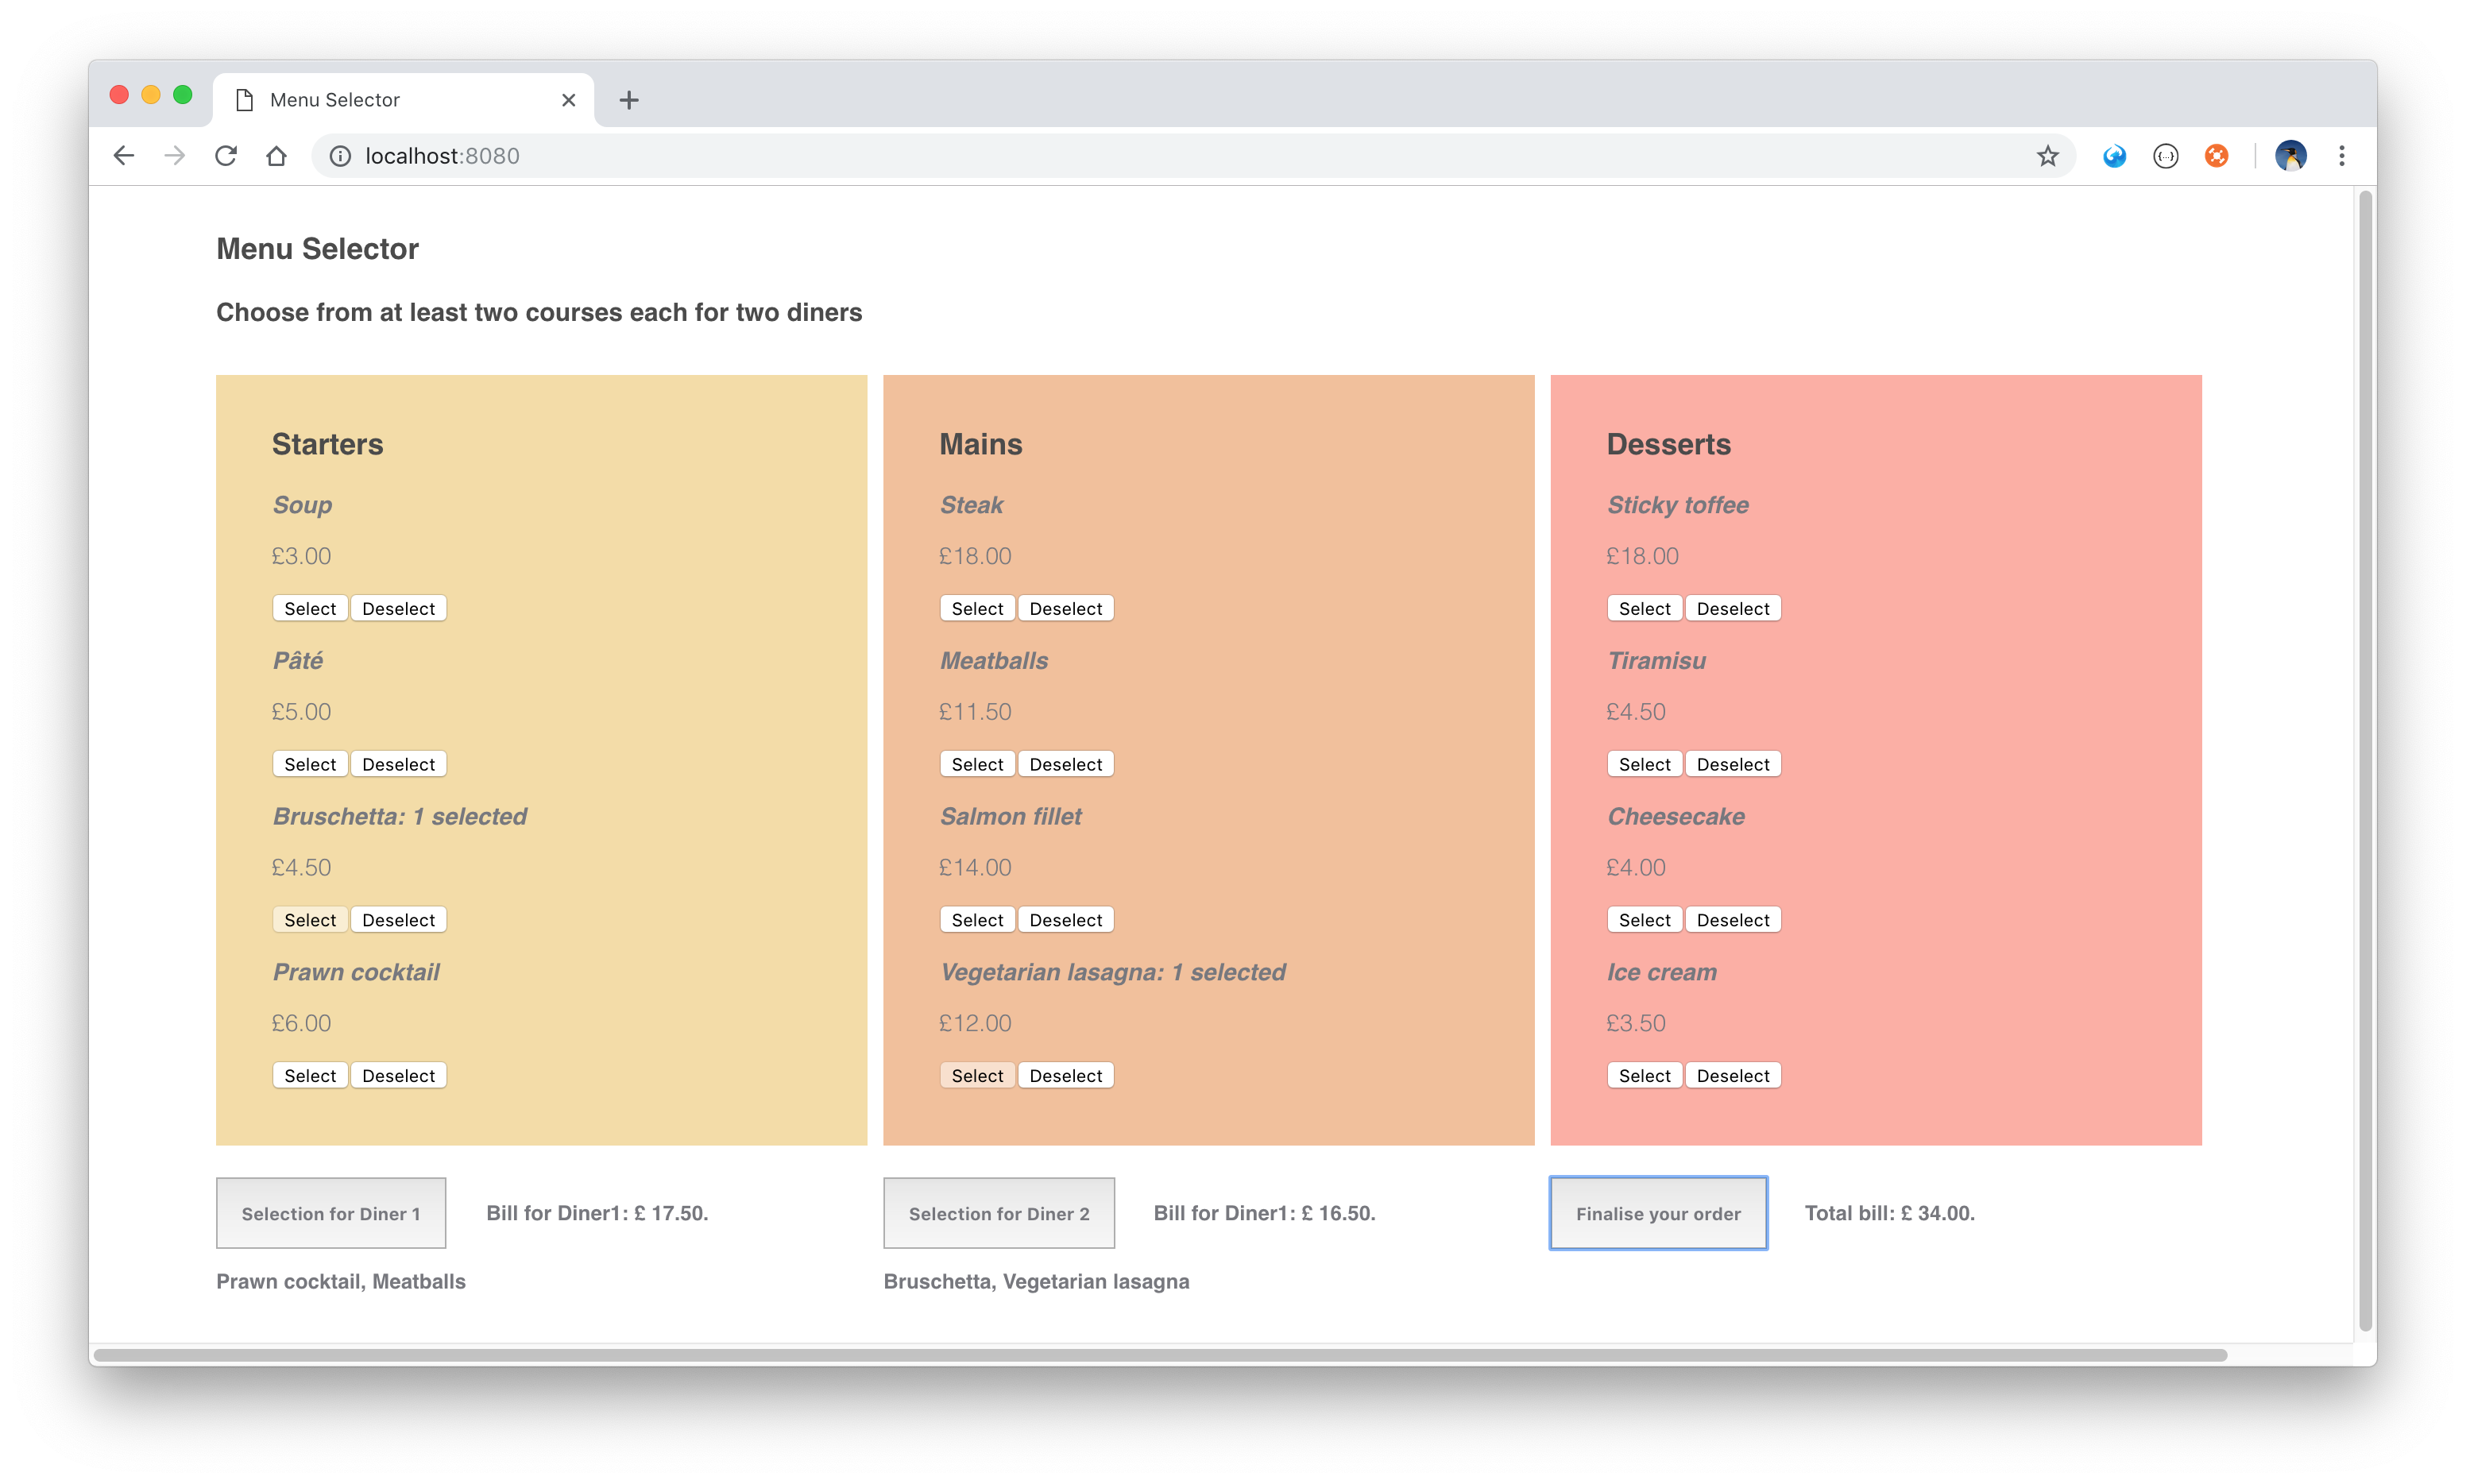 Menu Selector
localhost:8080
Menu Selector
Choose from at least two courses each for two diners
Starters
Soup
£3.00
Select Deselect
Pâté
£5.00
Select Deselect
Bruschetta: 1 selected
£4.50
Select Deselect
Prawn cocktail
£6.00
Select Deselect
Mains
Steak
£18.00
Select Deselect
Meatballs
£11.50
Select Deselect
Salmon fillet
£14.00
Select Deselect
Vegetarian lasagna: 1 selected
£12.00
Select Deselect
Desserts
Sticky toffee
£18.00
Select Deselect
Tiramisu
£4.50
Select Deselect
Cheesecake
£4.00
Select Deselect
Ice cream
£3.50
Select Deselect
Selection for Diner 1
Bill for Diner1: £ 17.50.
Prawn cocktail, Meatballs
Selection for Diner 2
Bill for Diner1: £ 16.50.
Bruschetta, Vegetarian lasagna
Finalise your order
Total bill: £ 34.00.